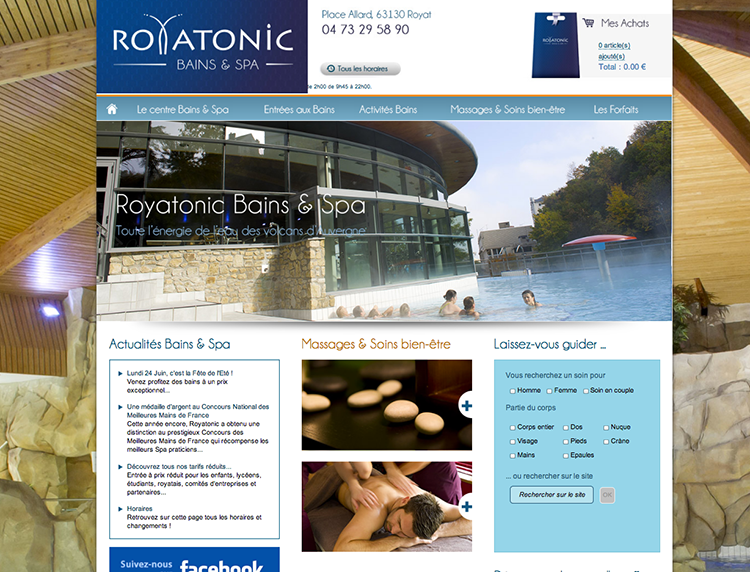 ROYATONIC
BAINS & SPA
Place Allard, 63130 Royat
04 73 29 58 90
Tous les horaires
de 2h00 de 9h45 à 22h00.
ROYATONIC
Mes Achats
0 article(s)
ajouté(s)
Total : 0.00 €
Le centre Bains & Spa
Entrées aux Bains
Activités Bains
Massages & Soins bien-être
Les Forfaits
Royatonic Bains & Spa
Toute l'énergie de l'eau des volcans d'Auvergne
Actualités Bains & Spa
Lundi 24 Juin, c'est la Fête de l'Eté !
Venez profitez des bains à un prix
exceptionnel...
Une médaille d'argent au Concours National des
Meilleures Mains de France
Cette année encore, Royatonic a obtenu une
distinction au prestigieux Concours des
Meilleurs Mains de France qui récompense les
meilleurs Spa praticiens...
Découvrez tous nos tarifs réduits...
Entrée à prix réduit pour les enfants, lycéens,
étudiants, royatais, comités d'entreprises et
partenaires...
Horaires
Retrouvez sur cette page tous les horaires et
changements !
Suivez-nous facebook
Massages & Soins bien-être
Laissez-vous guider ...
Vous recherchez un soin pour
Homme Femme Soin en couple
Partie du corps
Corps entier Dos Nuque
Visage Pieds Crâne
Mains Epaules
... ou rechercher sur le site
Rechercher sur le site OK